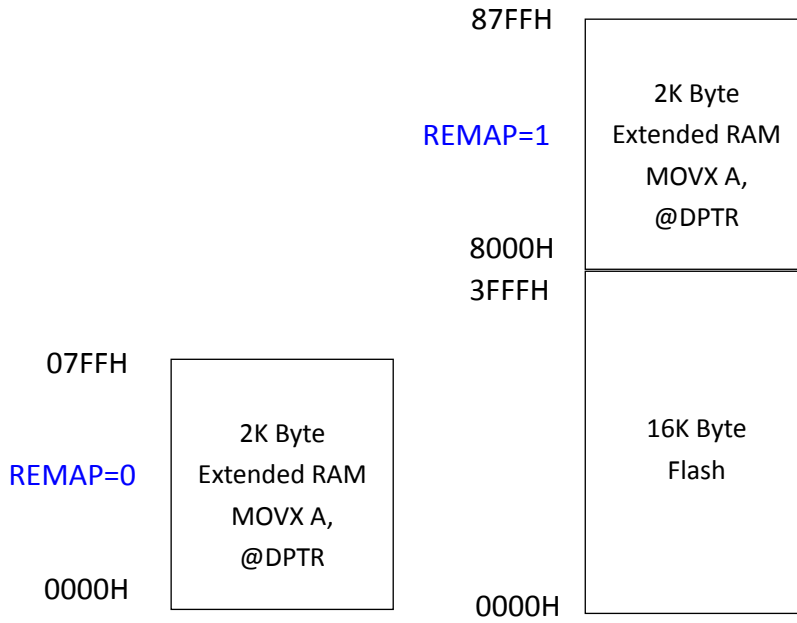 87FFH
2K Byte
Extended RAM
MOVX A,
@DPTR
REMAP=1
8000H
3FFFH
07FFH
2K Byte
Extended RAM
MOVX A,
@DPTR
REMAP=0
0000H
16K Byte
Flash
0000H